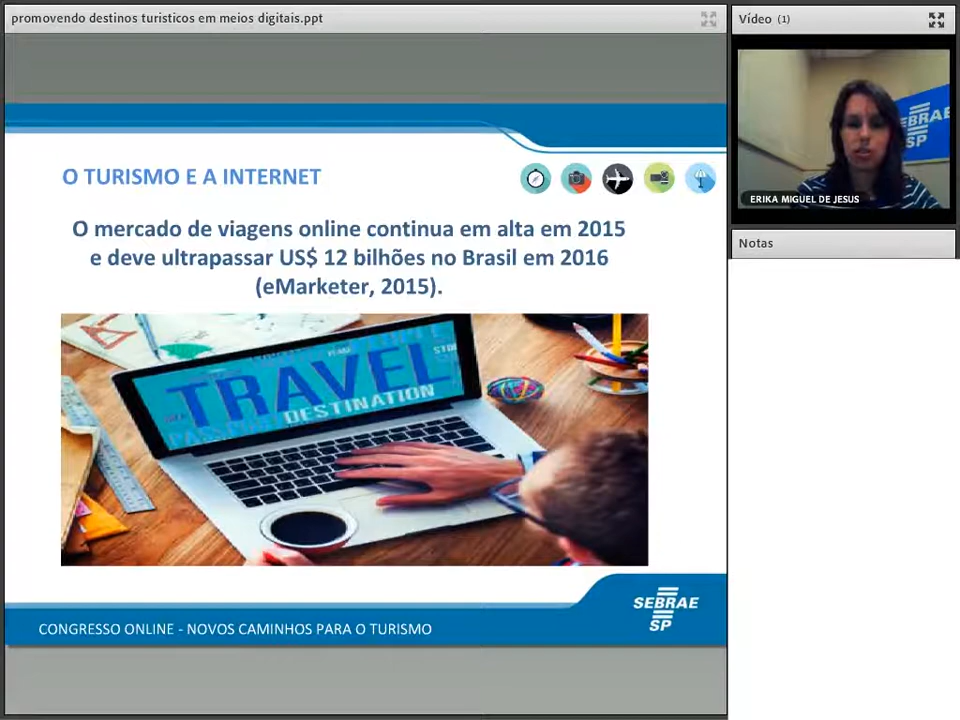 promovendo destinos turisticos em meios digitais.ppt
Vídeo (1)
SEBRAE
SP
ERIKA MIGUEL DE JESUS
Notas
O TURISMO E A INTERNET
O mercado de viagens online continua em alta em 2015
e deve ultrapassar US$ 12 bilhões no Brasil em 2016
(eMarketer, 2015).
TRAVEL
DESTINATION
SEBRAE
SP
CONGRESSO ONLINE - NOVOS CAMINHOS PARA O TURISMO